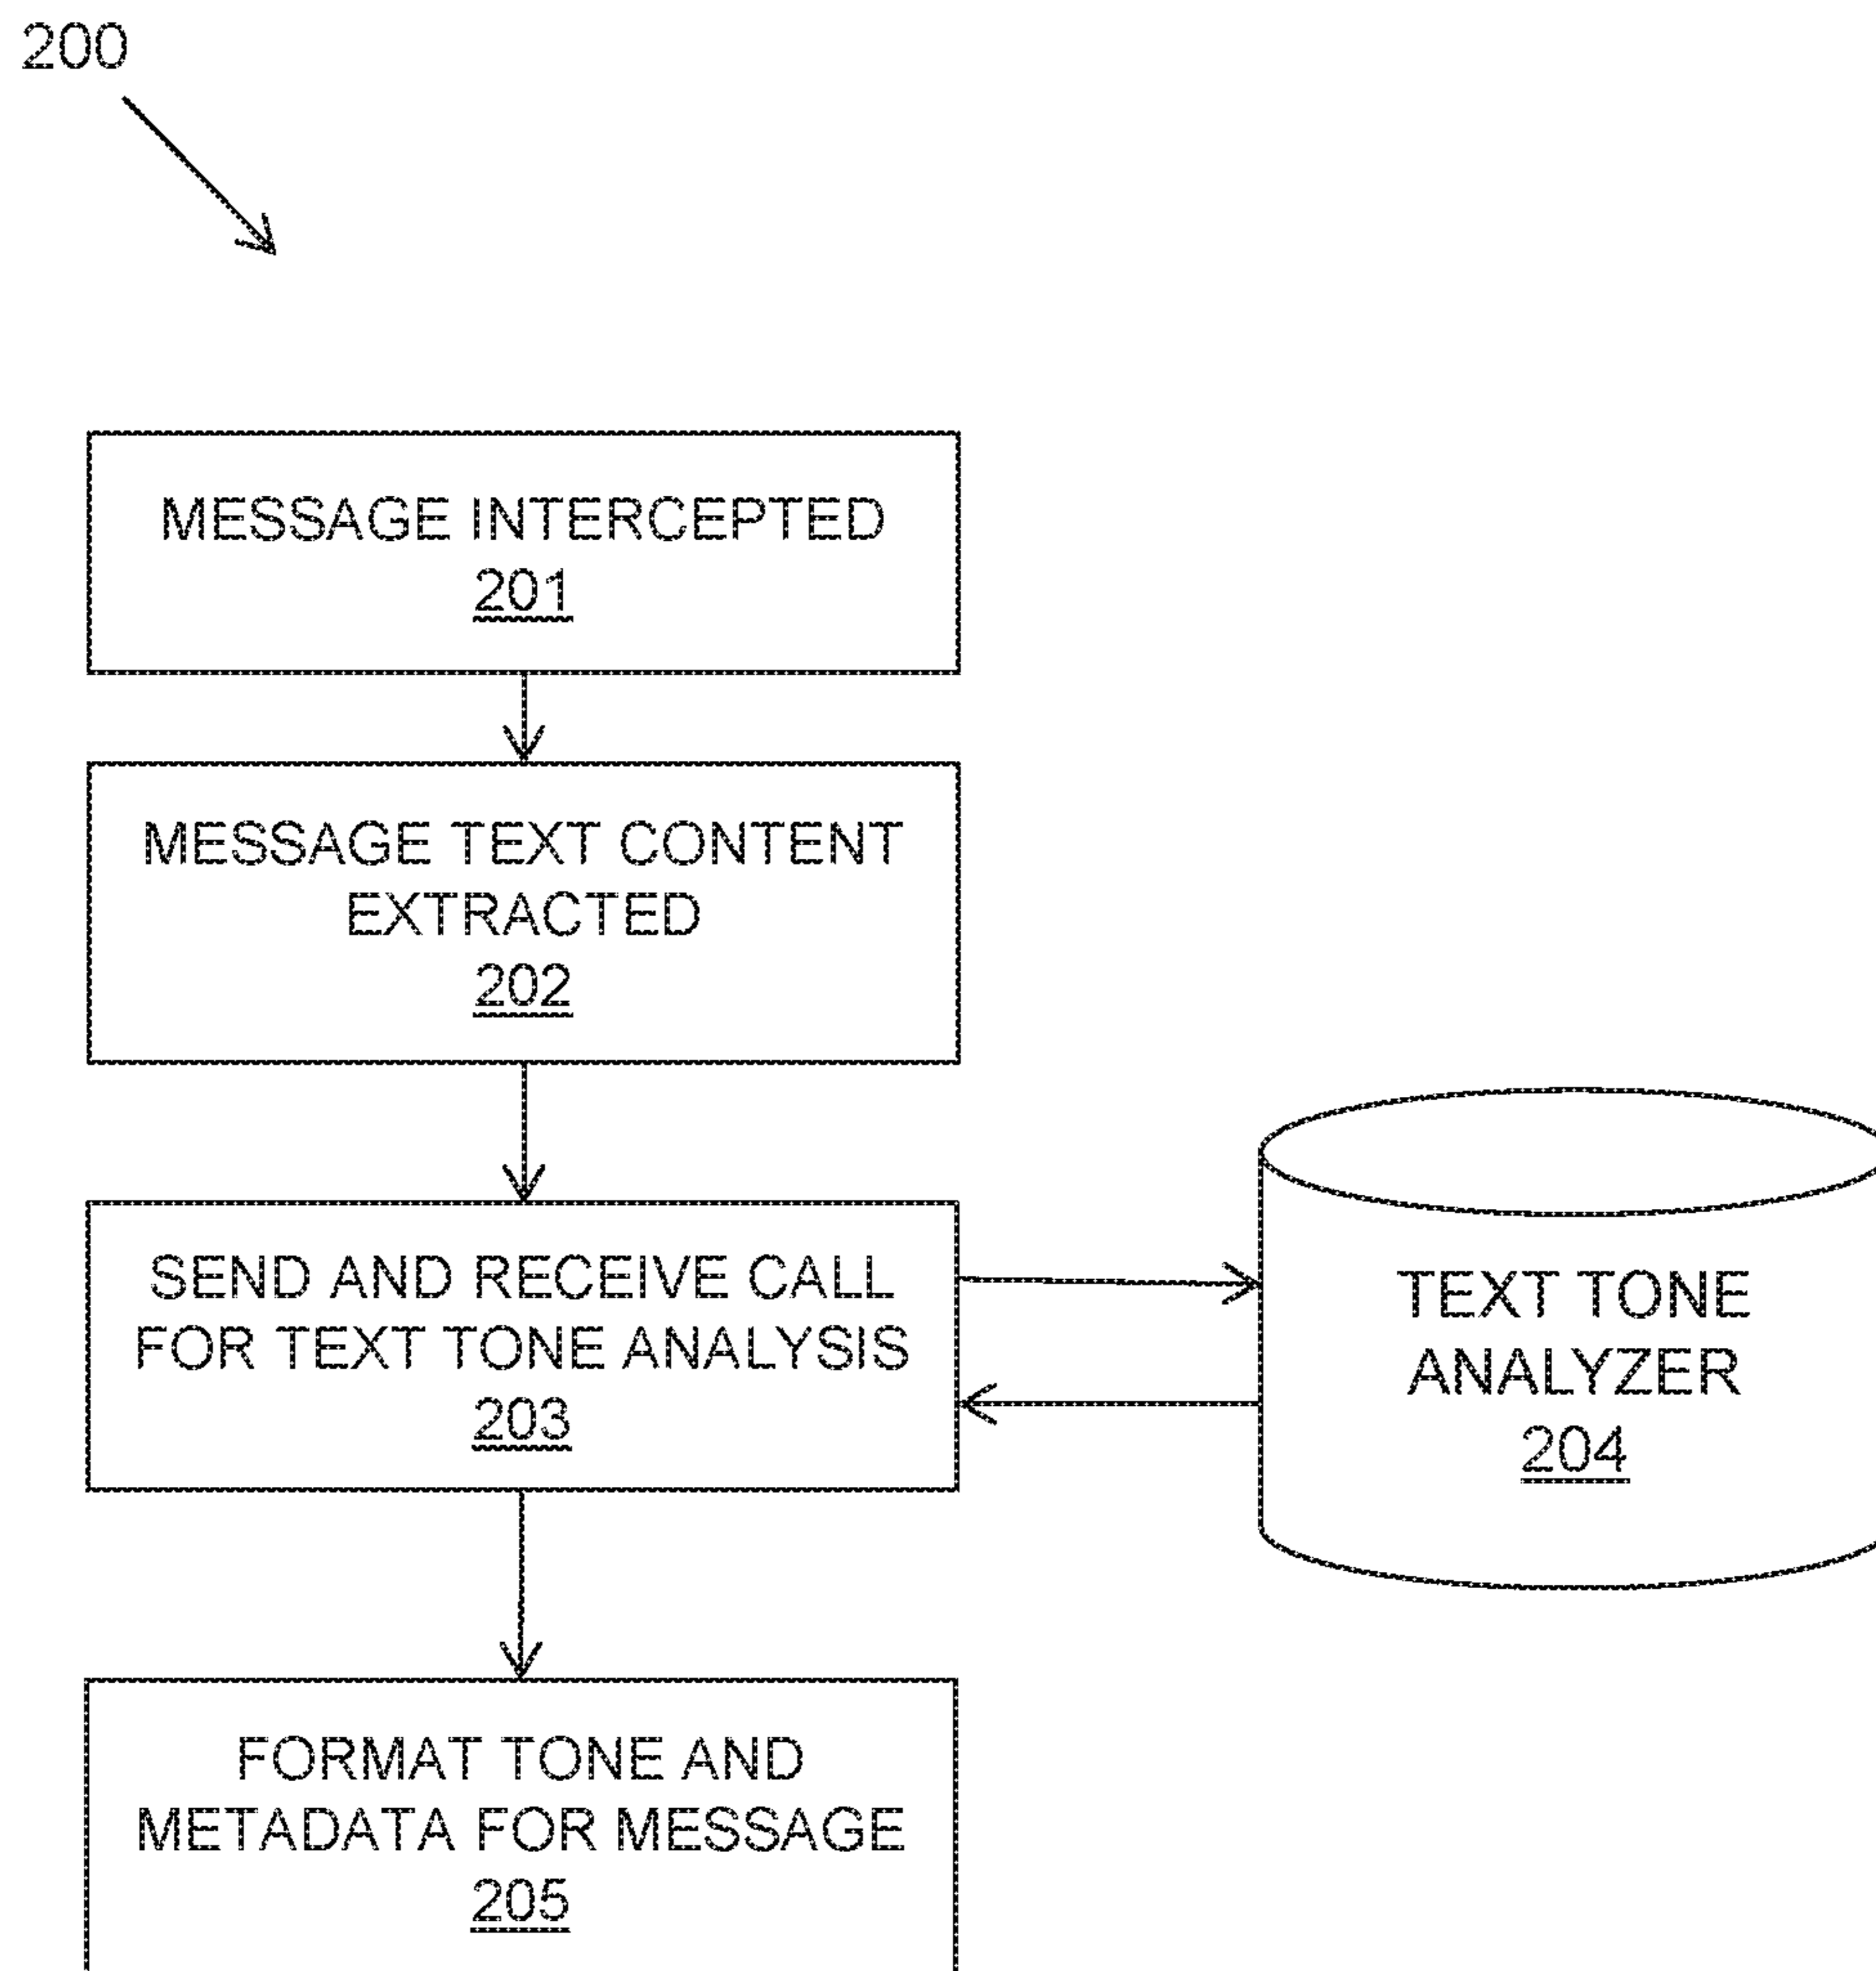 200
MESSAGE INTERCEPTED
201
MESSAGE TEXT CONTENT
EXTRACTED
202
SEND AND RECEIVE CALL
FOR TEXT TONE ANALYSIS
203
TEXT TONE
ANALYZER
204
FORMAT TONE AND
METADATA FOR MESSAGE
205